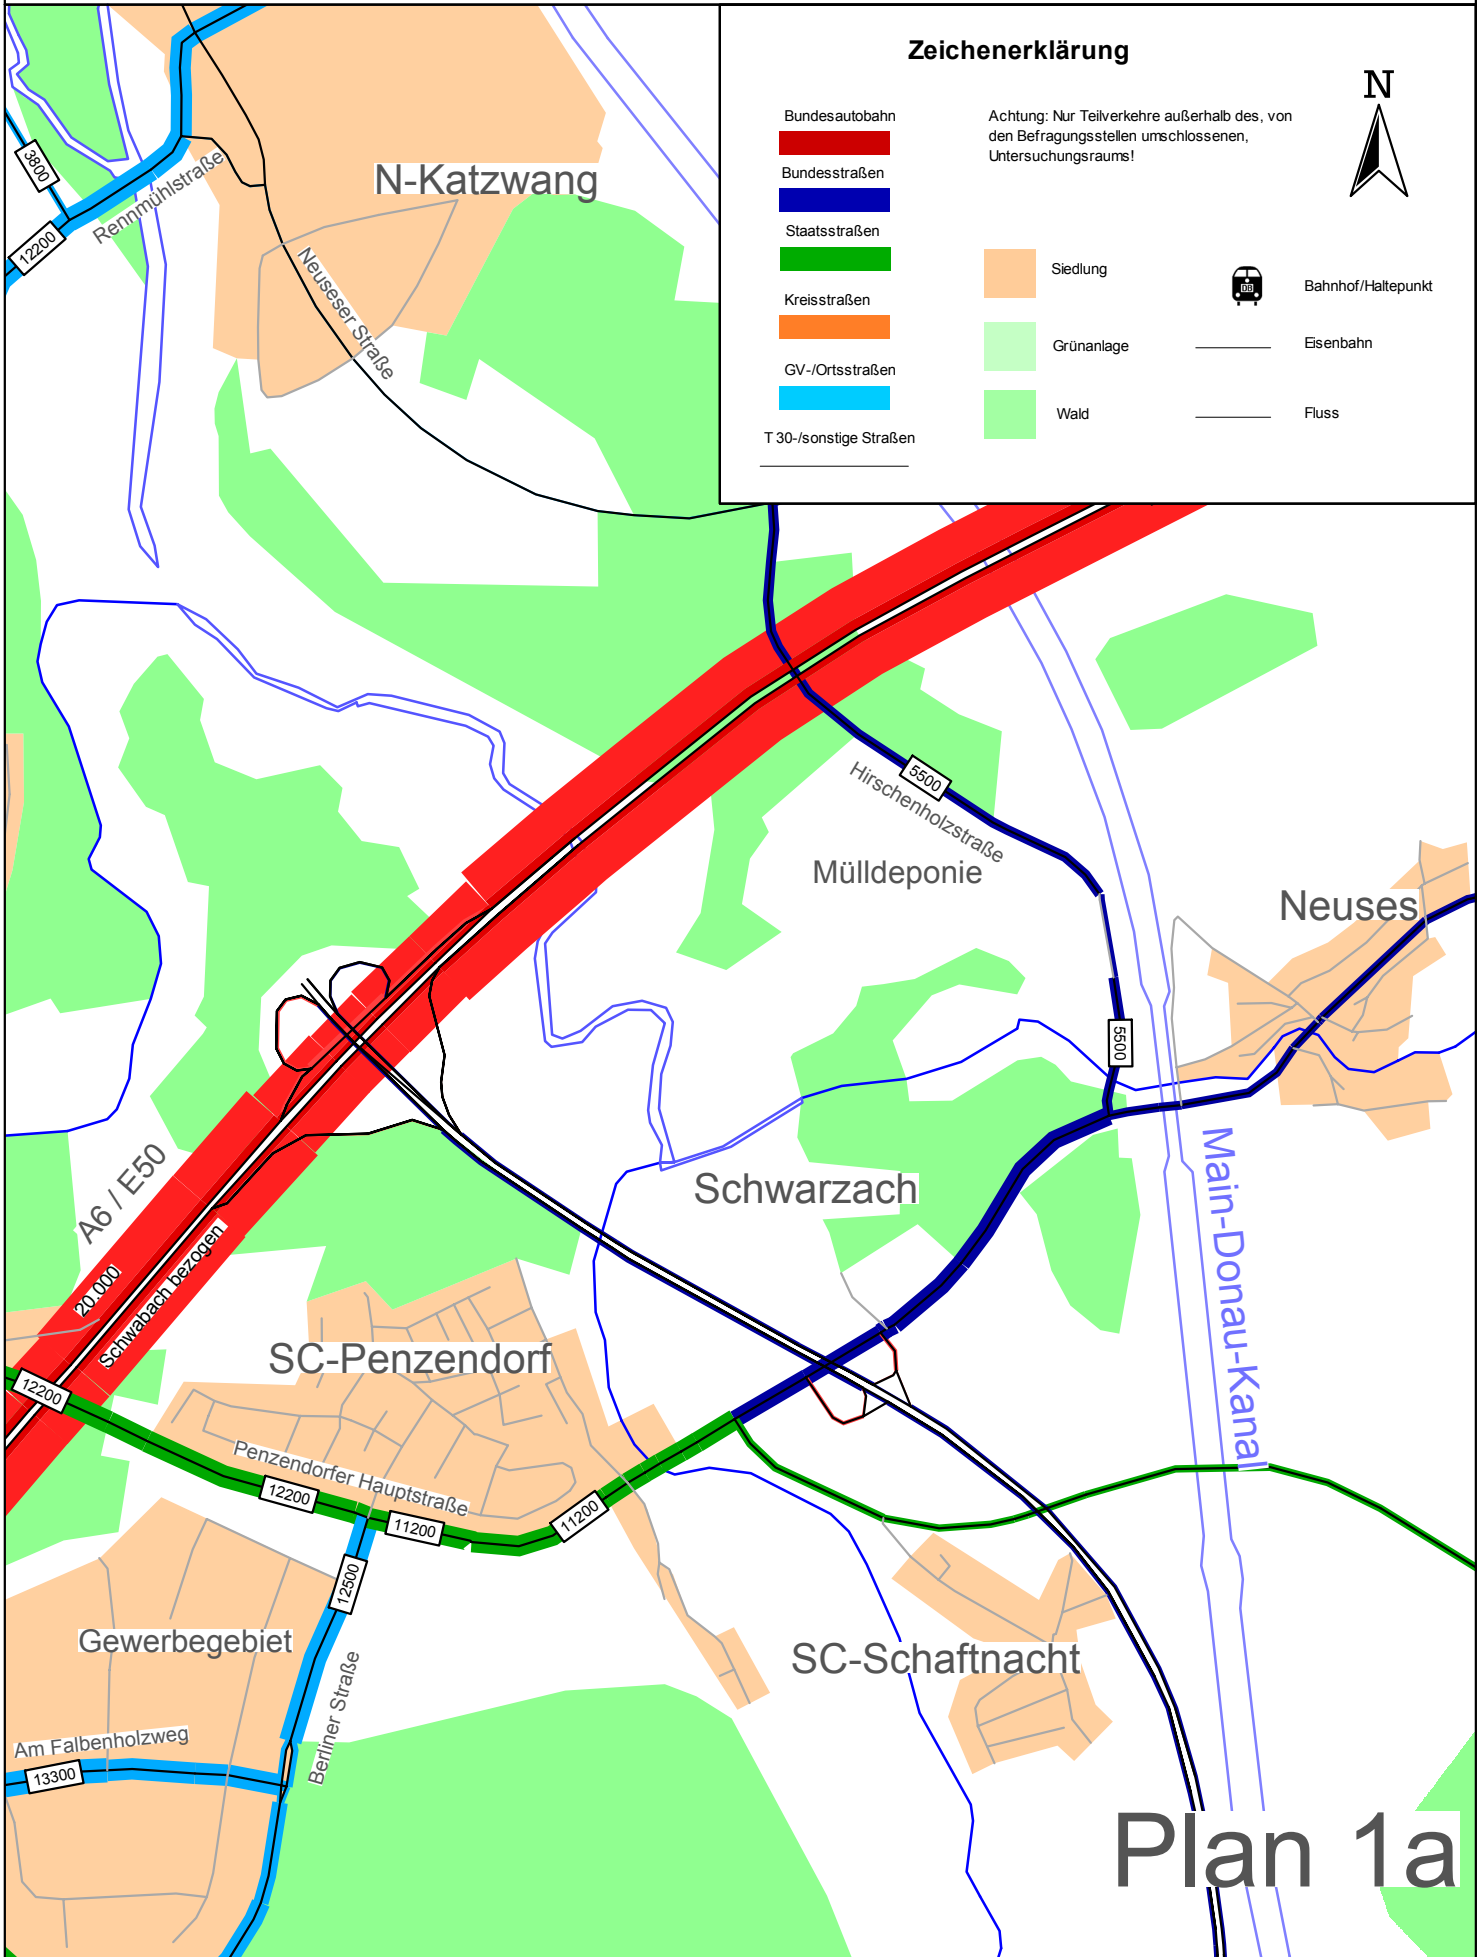 Zeichenerklärung
N
Bundesautobahn
Bundesstraßen
Staatsstraßen
Kreisstraßen
GV-/Ortsstraßen
T 30-/sonstige Straßen
Achtung: Nur Teilverkehre außerhalb des, von
den Befragungsstellen umschlossenen,
Untersuchungsraums!
Siedlung
Grünanlage
Wald
DB
Bahnhof/Haltepunkt
Eisenbahn
Fluss
3800
12200
Rennmühlstraße
N-Katzwang
Neuseser Straße
5500
Hirschenholzstraße
Mülldeponie
Neuses
5500
A6 / E50
20.000
Schwabach bezogen
Schwarzach
Main-Donau-Kanal
SC-Penzendorf
12200
Penzendorfer Hauptstraße
12200
11200
11200
12500
Gewerbegebiet
Berliner Straße
Am Falbenholzweg
13300
SC-Schaftnacht
Plan 1a